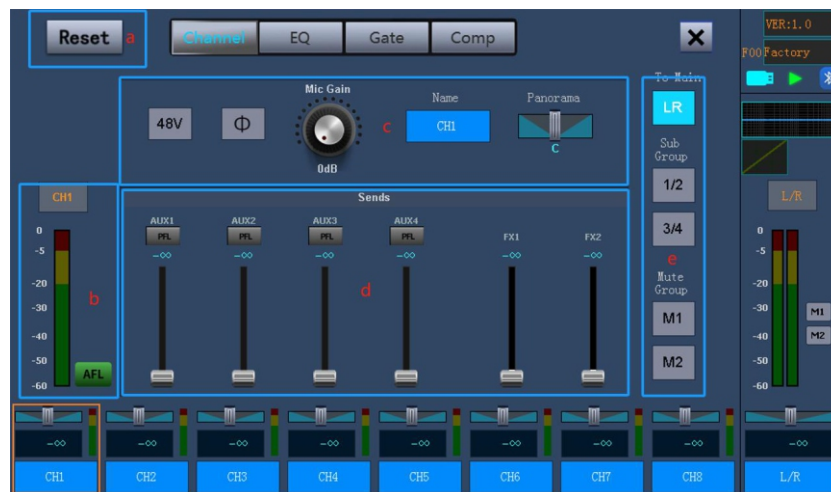 Reset a Channel EQ Gate Comp
VER:1.0
F00 Factory
To Main
LR
Mic Gain
Name
Panorama
48V Φ c CH1
C
0dB
Sub
Group
1/2
3/4
e
Mute
Group
M1
M2
CH1
0
-5
-20
-30
-40
-50
-60
b
AFL
Sends
AUX1 AUX2 AUX3 AUX4
PFL PFL PFL PFL FX1 FX2
-∞ -∞ -∞ -∞ -∞ -∞
d
L/R
0
-5
-20
-30
-40
-50
-60
M1
M2
-∞ -∞ -∞ -∞ -∞ -∞ -∞ -∞ -∞
CH1 CH2 CH3 CH4 CH5 CH6 CH7 CH8 L/R